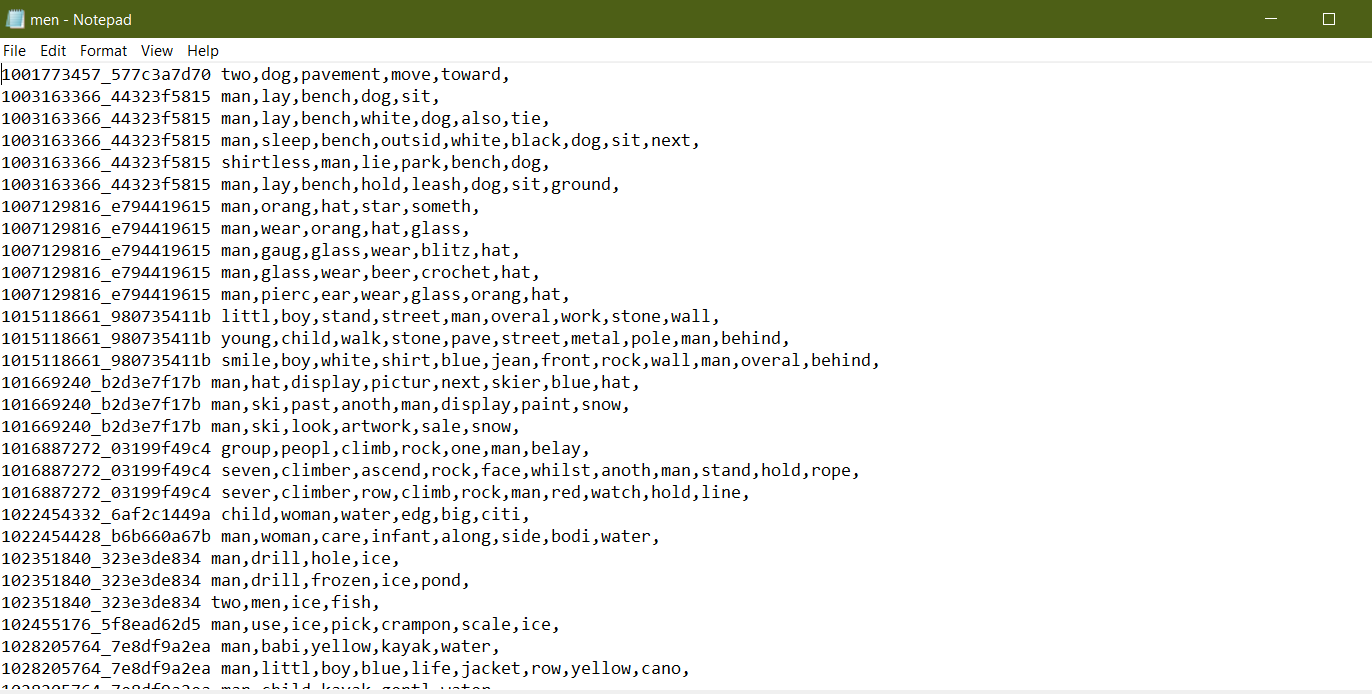 men - Notepad
File Edit Format View Help
1001773457_577c3a7d70 two,dog,pavement,move,toward,
1003163366_44323f5815 man,lay,bench,dog,sit,
1003163366_44323f5815 man,lay,bench,white,dog,also,tie,
1003163366_44323f5815 man,sleep,bench,outsid,white,black,dog,sit,next,
1003163366_44323f5815 shirtless,man,lie,park,bench,dog,
1003163366_44323f5815 man,lay,bench,hold,leash,dog,sit,ground,
1007129816_e794419615 man,orang,hat,star,someth,
1007129816_e794419615 man,wear,orang,hat,glass,
1007129816_e794419615 man,gaug,glass,wear,blitz,hat,
1007129816_e794419615 man,glass,wear,beer,crochet,hat,
1007129816_e794419615 man,pierc,ear,wear,glass,orang,hat,
1015118661_980735411b littl,boy,stand,street,man,overal,work,stone,wall,
1015118661_980735411b young,child,walk,stone,pave,street,metal,pole,man,behind,
1015118661_980735411b smile,boy,white,shirt,blue,jean,front,rock,wall,man,overal,behind,
101669240_b2d3e7f17b man,hat,display,pictur,next,skier,blue,hat,
101669240_b2d3e7f17b man,ski,past,anoth,man,display,paint,snow,
101669240_b2d3e7f17b man,ski,look,artwork,sale,snow,
1016887272_03199f49c4 group,peopl,climb,rock,one,man,belay,
1016887272_03199f49c4 seven,climber,ascend,rock,face,whilst,anoth,man,stand,hold,rope,
1016887272_03199f49c4 sever,climber,row,climb,rock,man,red,watch,hold,line,
1022454332_6af2c1449a child,woman,water,edg,big,citi,
1022454428_b6b660a67b man,woman,care,infant,along,side,bodi,water,
102351840_323e3de834 man,drill,hole,ice,
102351840_323e3de834 man,drill,frozen,ice,pond,
102351840_323e3de834 two,men,ice,fish,
102455176_5f8ead62d5 man,use,ice,pick,crampon,scale,ice,
1028205764_7e8df9a2ea man,babi,yellow,kayak,water,
1028205764_7e8df9a2ea man,littl,boy,blue,life,jacket,row,yellow,cano,
1028205764_7e8df9a2ea man,child,kayak,gentl,water,